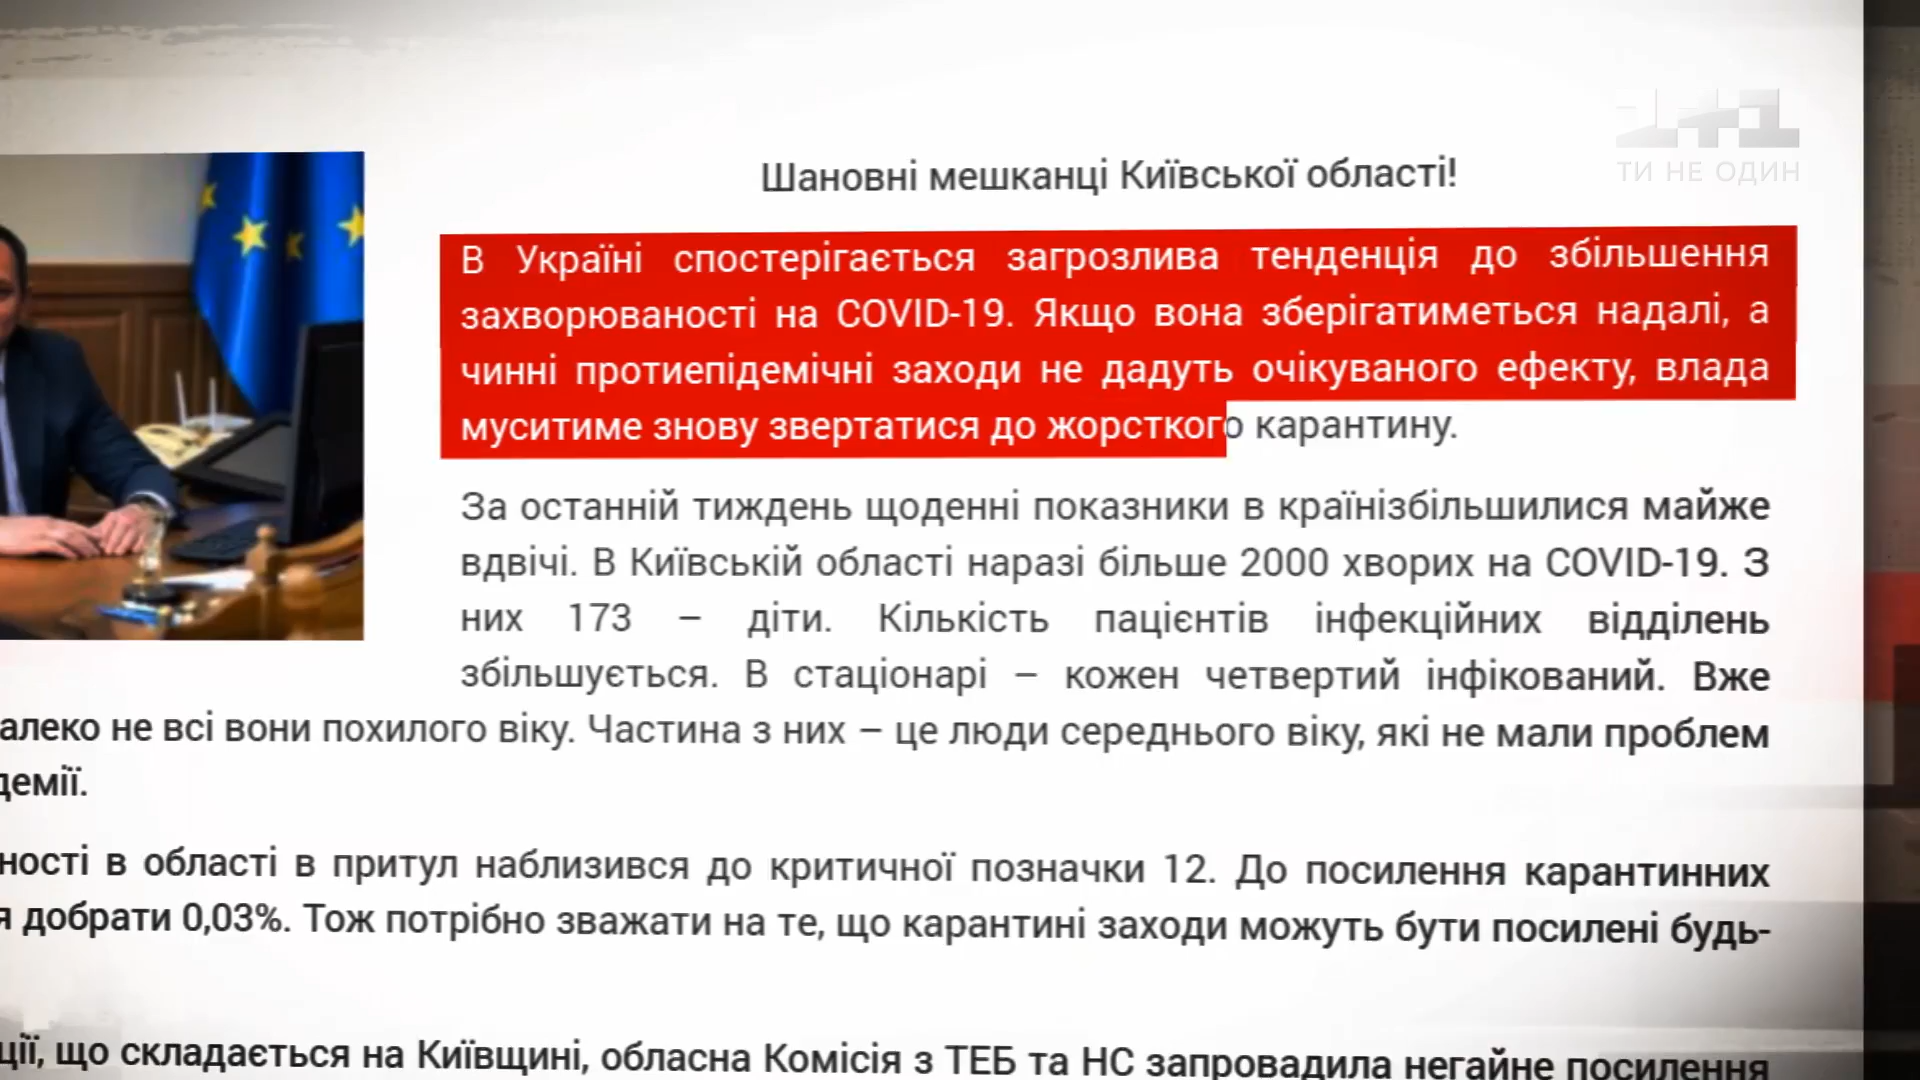 1+1
ТИ НЕ ОДИН
Шановні мешканці Київської області!
В Україні спостерігається загрозлива тенденція до збільшення
захворюваності на COVID-19. Якщо вона зберігатиметься надалі, а
чинні протиепідемічні заходи не дадуть очікуваного ефекту, влада
муситиме знову звертатися до жорсткого карантину.
За останній тиждень щоденні показники в країнізбільшилися майже
вдвічі. В Київській області наразі більше 2000 хворих на COVID-19. З
них 173 – діти. Кількість пацієнтів інфекційних відділень
збільшується. В стаціонарі – кожен четвертий інфікований. Вже
алеко не всі вони похилого віку. Частина з них – це люди середнього віку, які не мали проблем
демії.
ності в області в притул наблизився до критичної позначки 12. До посилення карантинних
я добрати 0,03%. Тож потрібно зважати на те, що карантині заходи можуть бути посилені будь-
ції, що складається на Київщині, обласна Комісія з ТЕБ та НС запровадила негайне посилення